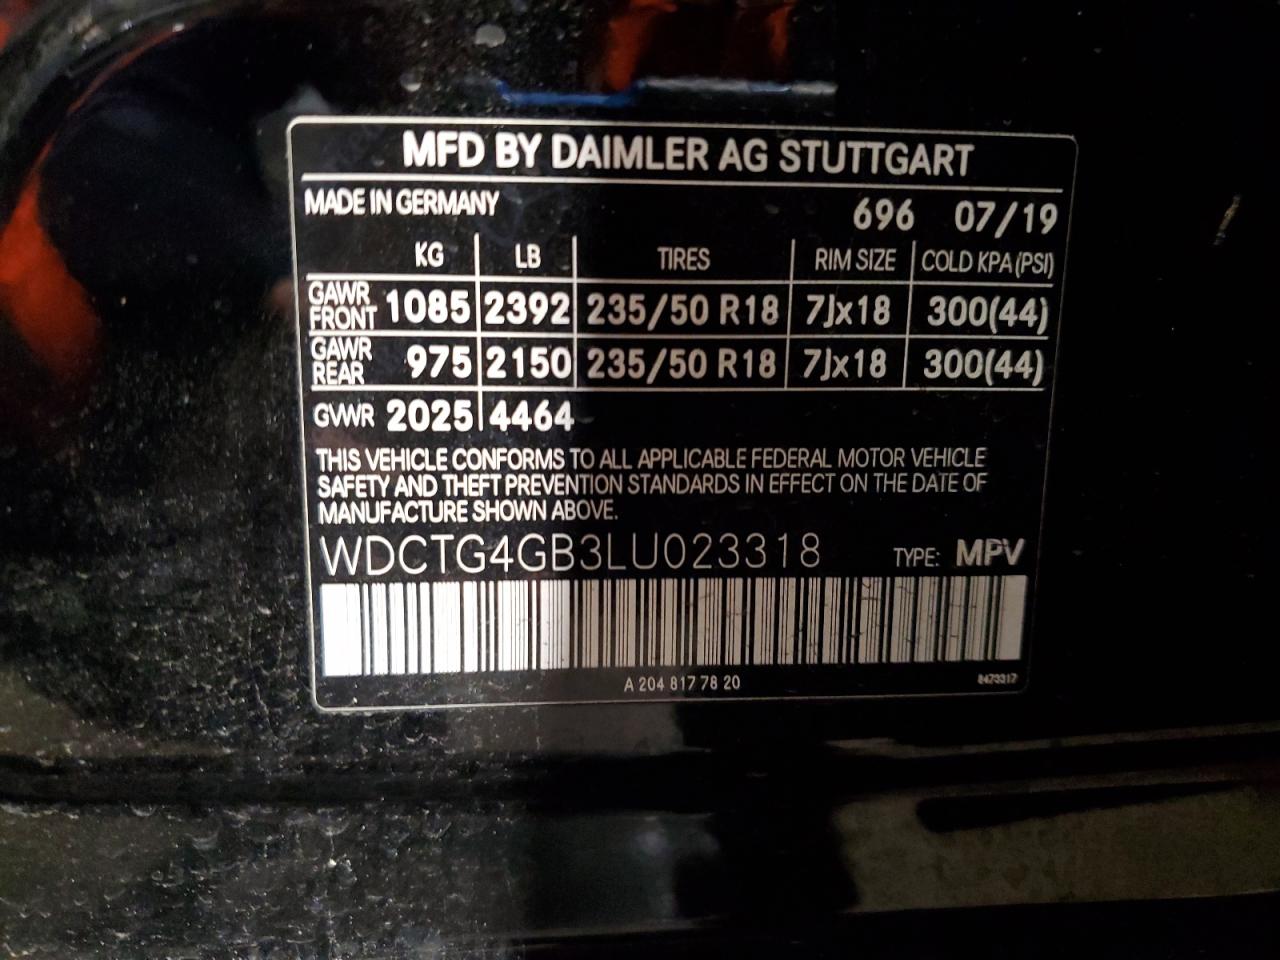 MFD BY DAIMLER AG STUTTGART
MADE IN GERMANY 696 07/19
KG LB TIRES RIM SIZE COLD KPA(PSI)
GAWR FRONT 1085 2392 235/50 R18 7Jx18 300(44)
GAWR REAR 975 2150 235/50 R18 7Jx18 300(44)
GVWR 2025 4464
THIS VEHICLE CONFORMS TO ALL APPLICABLE FEDERAL MOTOR VEHICLE
SAFETY AND THEFT PREVENTION STANDARDS IN EFFECT ON THE DATE OF
MANUFACTURE SHOWN ABOVE.
WDCTG4GB3LU023318 TYPE: MPV
A 204 817 78 20